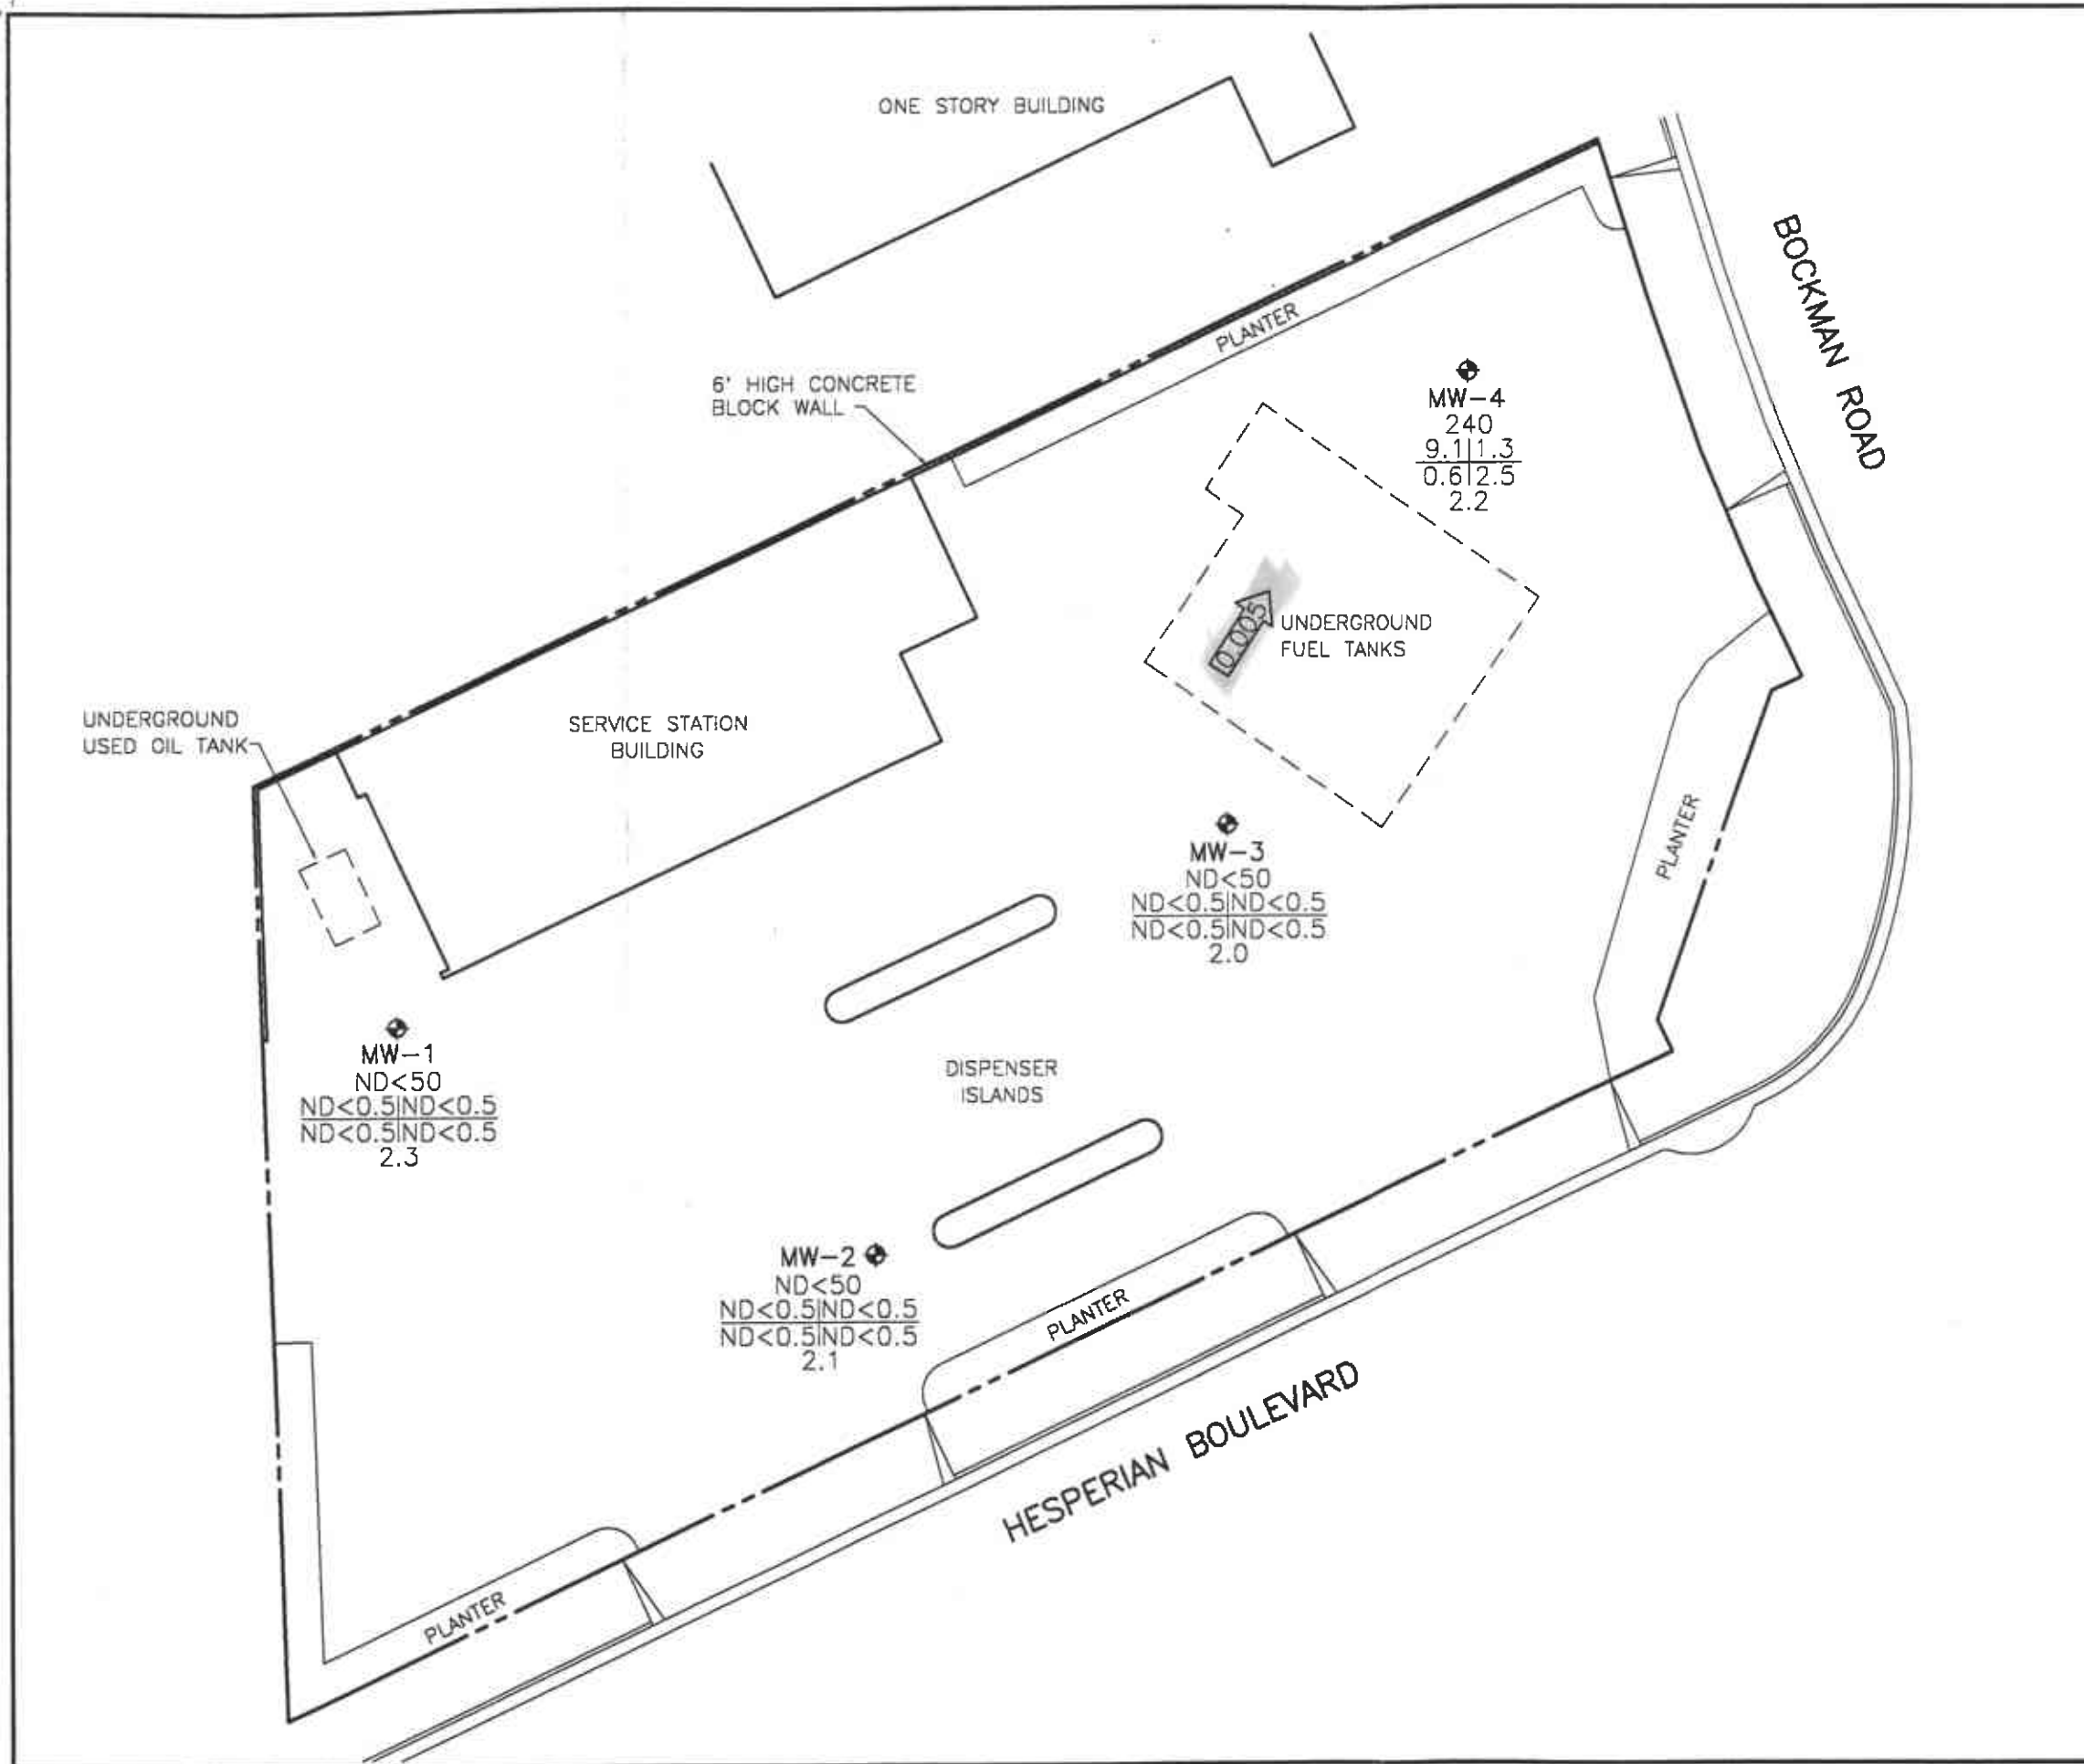 ONE STORY BUILDING
BOCKMAN ROAD
PLANTER
6' HIGH CONCRETE
BLOCK WALL
MW-4
240
9.1|1.3
0.6|2.5
2.2
0.005
UNDERGROUND
FUEL TANKS
UNDERGROUND
USED OIL TANK
SERVICE STATION
BUILDING
PLANTER
MW-3
ND<50
ND<0.5|ND<0.5
ND<0.5|ND<0.5
2.0
MW-1
ND<50
ND<0.5|ND<0.5
ND<0.5|ND<0.5
2.3
DISPENSER
ISLANDS
MW-2
ND<50
ND<0.5|ND<0.5
ND<0.5|ND<0.5
2.1
PLANTER
HESPERIAN BOULEVARD
PLANTER